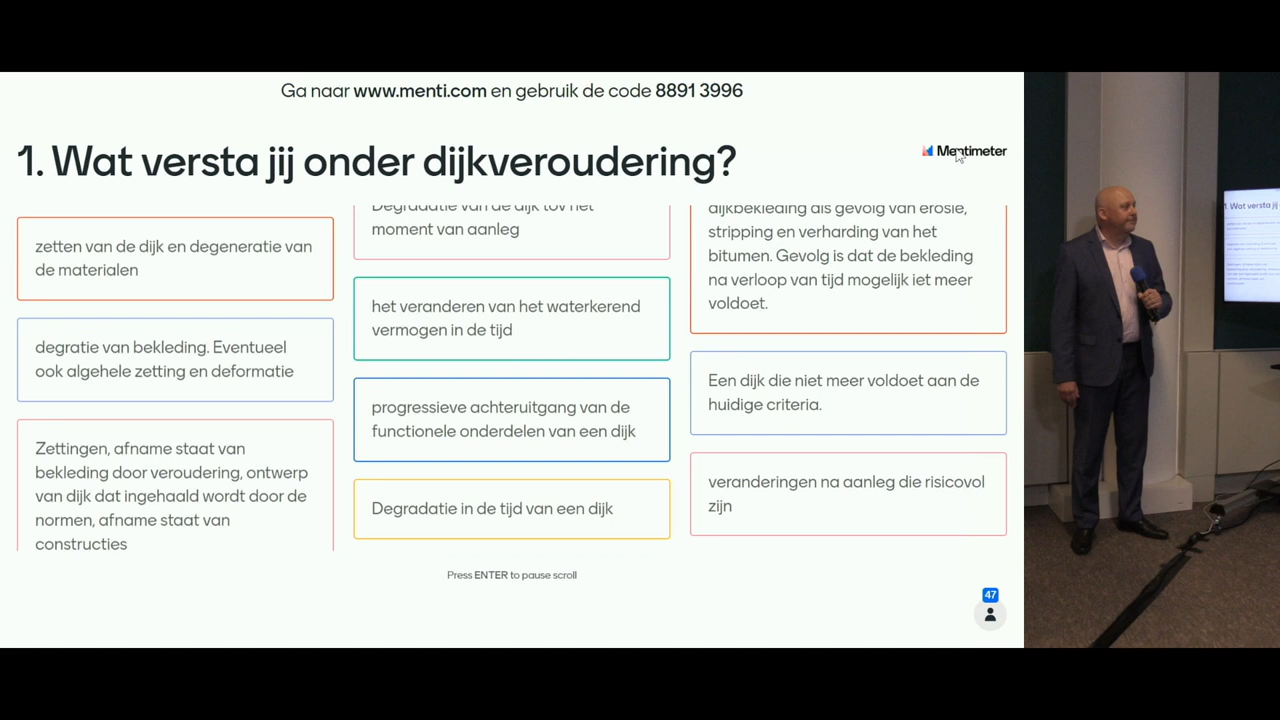 Ga naar www.menti.com en gebruik de code 8891 3996
1. Wat versta jij onder dijkveroudering?
Mentimeter
zetten van de dijk en degeneratie van
de materialen
degratie van bekleding. Eventueel
ook algehele zetting en deformatie
Zettingen, afname staat van
bekleding door veroudering, ontwerp
van dijk dat ingehaald wordt door de
normen, afname staat van
constructies
Degradatie van de dijk tov het
moment van aanleg
het veranderen van het waterkerend
vermogen in de tijd
progressieve achteruitgang van de
functionele onderdelen van een dijk
Degradatie in de tijd van een dijk
dijkbekleding als gevolg van erosie,
stripping en verharding van het
bitumen. Gevolg is dat de bekleding
na verloop van tijd mogelijk iet meer
voldoet.
Een dijk die niet meer voldoet aan de
huidige criteria.
veranderingen na aanleg die risicovol
zijn
Press ENTER to pause scroll
47
1. Wat versta jij